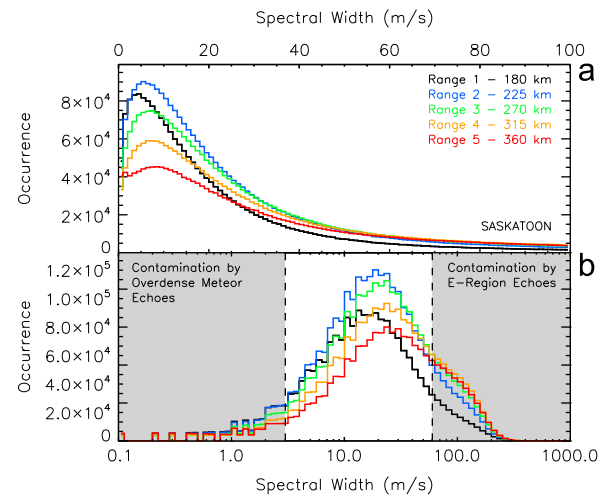 Spectral Width (m/s)
0 20 40 60 80 100
a
Range 1 – 180 km
Range 2 – 225 km
Range 3 – 270 km
Range 4 – 315 km
Range 5 – 360 km
8×10⁴
6×10⁴
4×10⁴
2×10⁴
0
Occurrence
SASKATOON
b
Contamination by
Overdense Meteor
Echoes
Contamination by
E–Region Echoes
1.2×10⁵
1.0×10⁵
8.0×10⁴
6.0×10⁴
4.0×10⁴
2.0×10⁴
0
Occurrence
0.1 1.0 10.0 100.0 1000.0
Spectral Width (m/s)